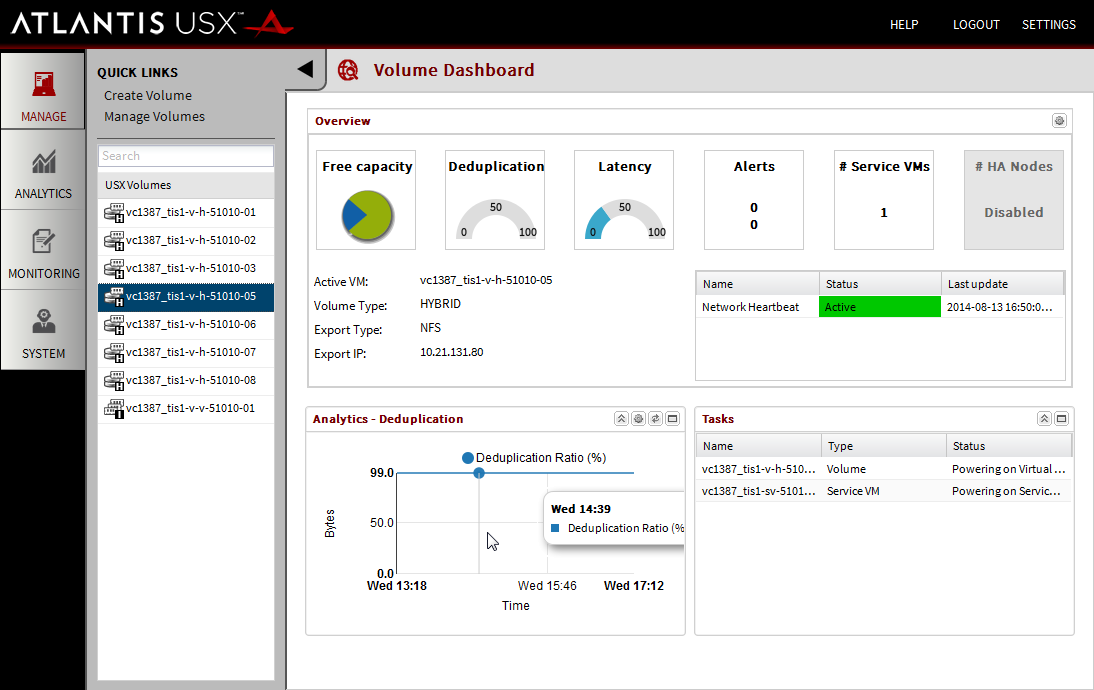 ATLANTIS USX™
HELP
LOGOUT
SETTINGS
MANAGE
ANALYTICS
MONITORING
SYSTEM
QUICK LINKS
Create Volume
Manage Volumes
Search
USX Volumes
vc1387_tis1-v-h-51010-01
vc1387_tis1-v-h-51010-02
vc1387_tis1-v-h-51010-03
vc1387_tis1-v-h-51010-05
vc1387_tis1-v-h-51010-06
vc1387_tis1-v-h-51010-07
vc1387_tis1-v-h-51010-08
vc1387_tis1-v-v-51010-01
Volume Dashboard
Overview
Free capacity
Deduplication
0 50 100
Latency
0 50 100
Alerts
0
0
# Service VMs
1
# HA Nodes
Disabled
Active VM: vc1387_tis1-v-h-51010-05
Volume Type: HYBRID
Export Type: NFS
Export IP: 10.21.131.80
Name Status Last update
Network Heartbeat Active 2014-08-13 16:50:0...
Analytics - Deduplication
Deduplication Ratio (%)
99.0
50.0
0.0
Bytes
Wed 14:39
Deduplication Ratio (%
Wed 13:18 Wed 15:46 Wed 17:12
Time
Tasks
Name Type Status
vc1387_tis1-v-h-510... Volume Powering on Virtual ...
vc1387_tis1-sv-5101... Service VM Powering on Servic...